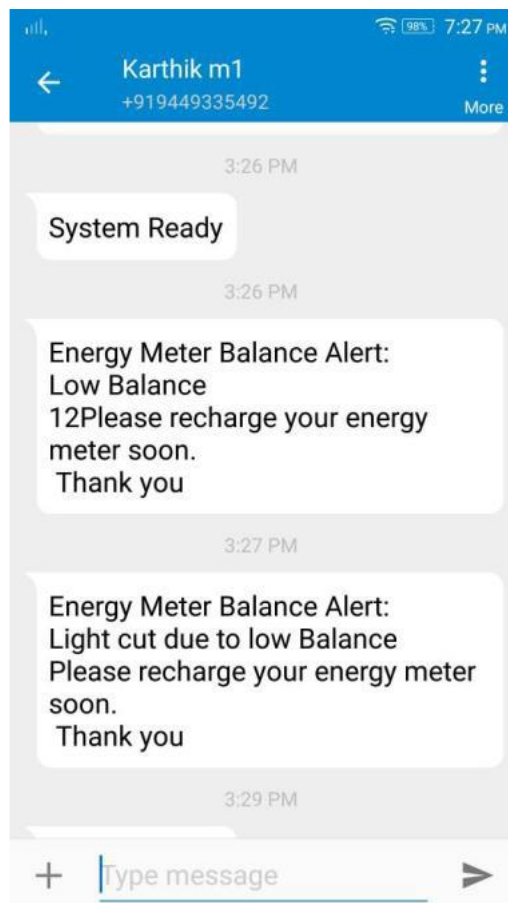 98% 7:27 PM
Karthik m1
+919449335492
More
3:26 PM
System Ready
3:26 PM
Energy Meter Balance Alert:
Low Balance
12Please recharge your energy
meter soon.
Thank you
3:27 PM
Energy Meter Balance Alert:
Light cut due to low Balance
Please recharge your energy meter
soon.
Thank you
3:29 PM
Type message